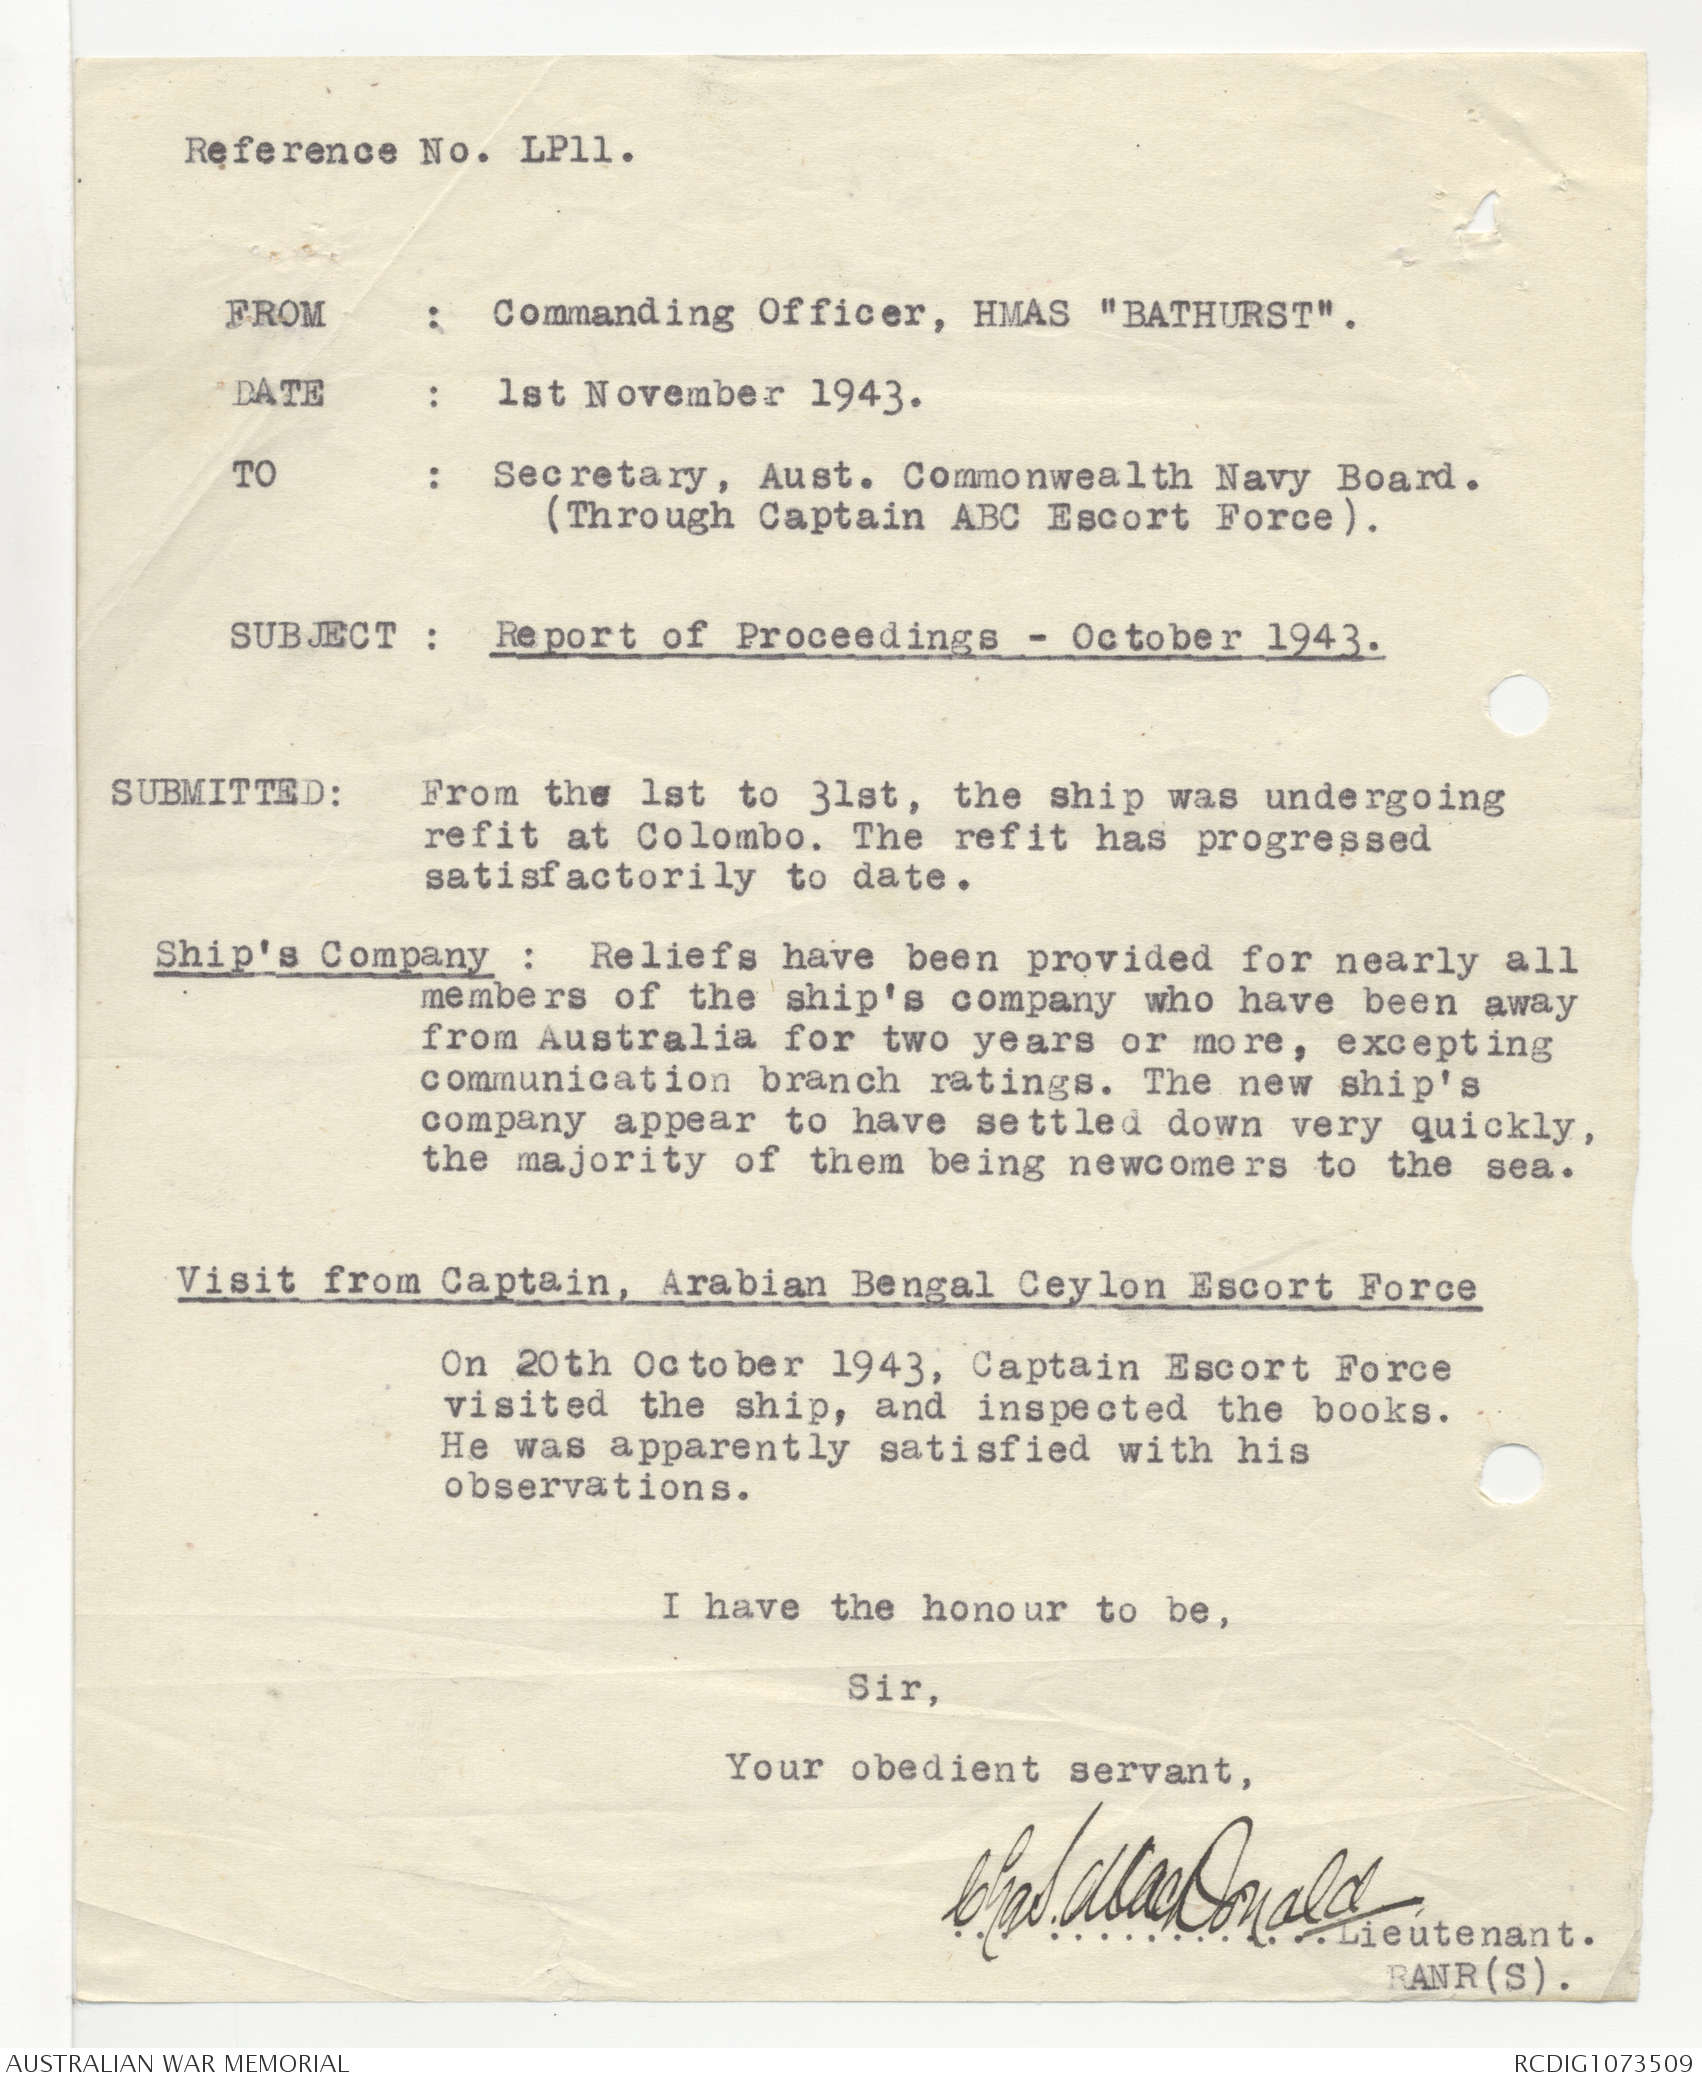 Reference No. LP11.
FROM : Commanding Officer, HMAS "BATHURST".
DATE : 1st November 1943.
TO : Secretary, Aust. Commonwealth Navy Board.
(Through Captain ABC Escort Force).
SUBJECT : Report of Proceedings - October 1943.
SUBMITTED: From the 1st to 31st, the ship was undergoing
refit at Colombo. The refit has progressed
satisfactorily to date.
Ship's Company : Reliefs have been provided for nearly all
members of the ship's company who have been away
from Australia for two years or more, excepting
communication branch ratings. The new ship's
company appear to have settled down very quickly,
the majority of them being newcomers to the sea.
Visit from Captain, Arabian Bengal Ceylon Escort Force
On 20th October 1943, Captain Escort Force
visited the ship, and inspected the books.
He was apparently satisfied with his
observations.
I have the honour to be,
Sir,
Your obedient servant,
Chas. MacDonald
Lieutenant.
RANR(S).
AUSTRALIAN WAR MEMORIAL
RCDIG1073509